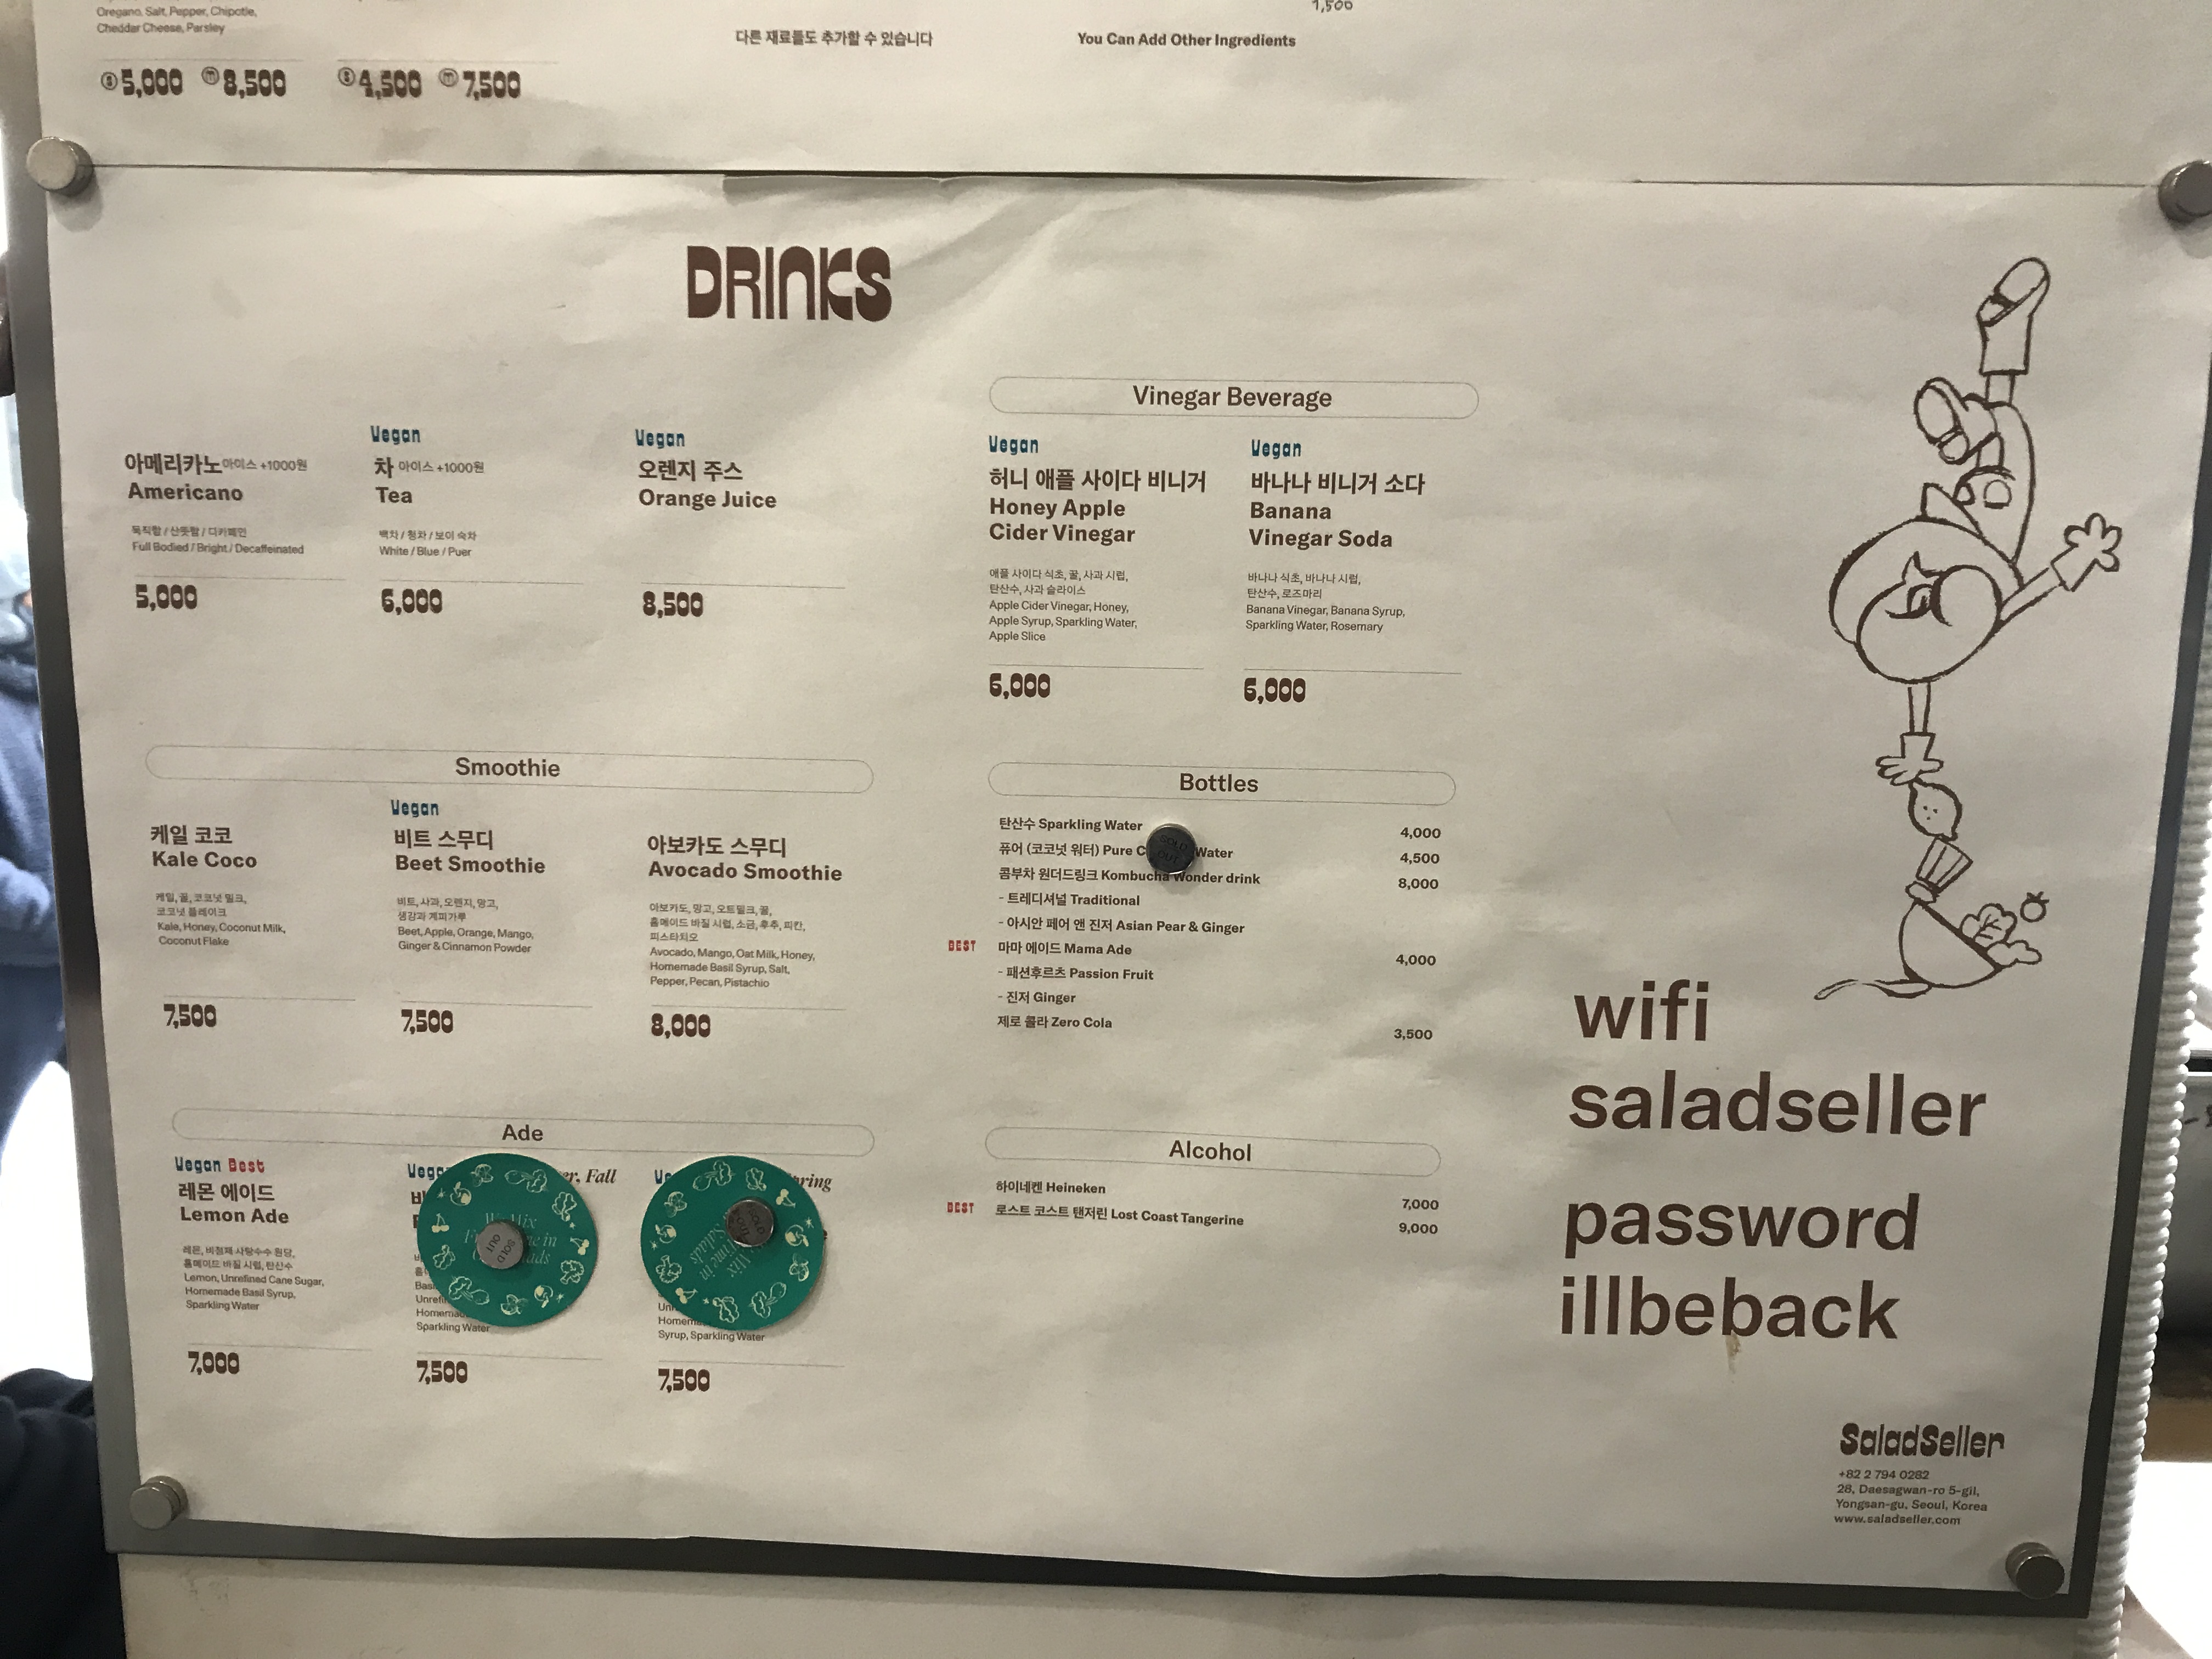 Oregano, Salt, Pepper, Chipotle,
Cheddar Cheese, Parsley
S 5,000 M 8,500
S 4,500 M 7,500
다른 재료들도 추가할 수 있습니다
You Can Add Other Ingredients
1,500
DRINKS
아메리카노 아이스 +1000원
Americano
묵직함 / 산뜻함 / 디카페인
Full Bodied / Bright / Decaffeinated
5,000
Vegan
차 아이스 +1000원
Tea
백차 / 청차 / 보이 숙차
White / Blue / Puer
6,000
Vegan
오렌지 주스
Orange Juice
8,500
Smoothie
케일 코코
Kale Coco
케일, 꿀, 코코넛 밀크,
코코넛 플레이크
Kale, Honey, Coconut Milk,
Coconut Flake
7,500
Vegan
비트 스무디
Beet Smoothie
비트, 사과, 오렌지, 망고,
생강과 계피가루
Beet, Apple, Orange, Mango,
Ginger & Cinnamon Powder
7,500
아보카도 스무디
Avocado Smoothie
아보카도, 망고, 오트밀크, 꿀,
홈메이드 바질 시럽, 소금, 후추, 피칸,
피스타치오
Avocado, Mango, Oat Milk, Honey,
Homemade Basil Syrup, Salt,
Pepper, Pecan, Pistachio
8,000
Ade
Vegan Best
레몬 에이드
Lemon Ade
레몬, 비정제 사탕수수 원당,
홈메이드 바질 시럽, 탄산수
Lemon, Unrefined Cane Sugar,
Homemade Basil Syrup,
Sparkling Water
7,000
Fall
SOLD OUT
Sparkling Water
7,500
SOLD OUT
Syrup, Sparkling Water
7,500
Vinegar Beverage
Vegan
허니 애플 사이다 비니거
Honey Apple
Cider Vinegar
애플 사이다 식초, 꿀, 사과 시럽,
탄산수, 사과 슬라이스
Apple Cider Vinegar, Honey,
Apple Syrup, Sparkling Water,
Apple Slice
6,000
Vegan
바나나 비니거 소다
Banana
Vinegar Soda
바나나 식초, 바나나 시럽,
탄산수, 로즈마리
Banana Vinegar, Banana Syrup,
Sparkling Water, Rosemary
6,000
Bottles
탄산수 Sparkling Water 4,000
퓨어 (코코넛 워터) Pure Water 4,500
SOLD OUT
콤부차 원더드링크 Kombucha Wonder drink 8,000
- 트레디셔널 Traditional
- 아시안 페어 앤 진저 Asian Pear & Ginger
BEST 마마 에이드 Mama Ade 4,000
- 패션후르츠 Passion Fruit
- 진저 Ginger
제로 콜라 Zero Cola 3,500
Alcohol
하이네켄 Heineken 7,000
BEST 로스트 코스트 탠저린 Lost Coast Tangerine 9,000
wifi
saladseller
password
illbeback
SaladSeller
+82 2 794 0282
28, Daesagwan-ro 5-gil,
Yongsan-gu, Seoul, Korea
www.saladseller.com